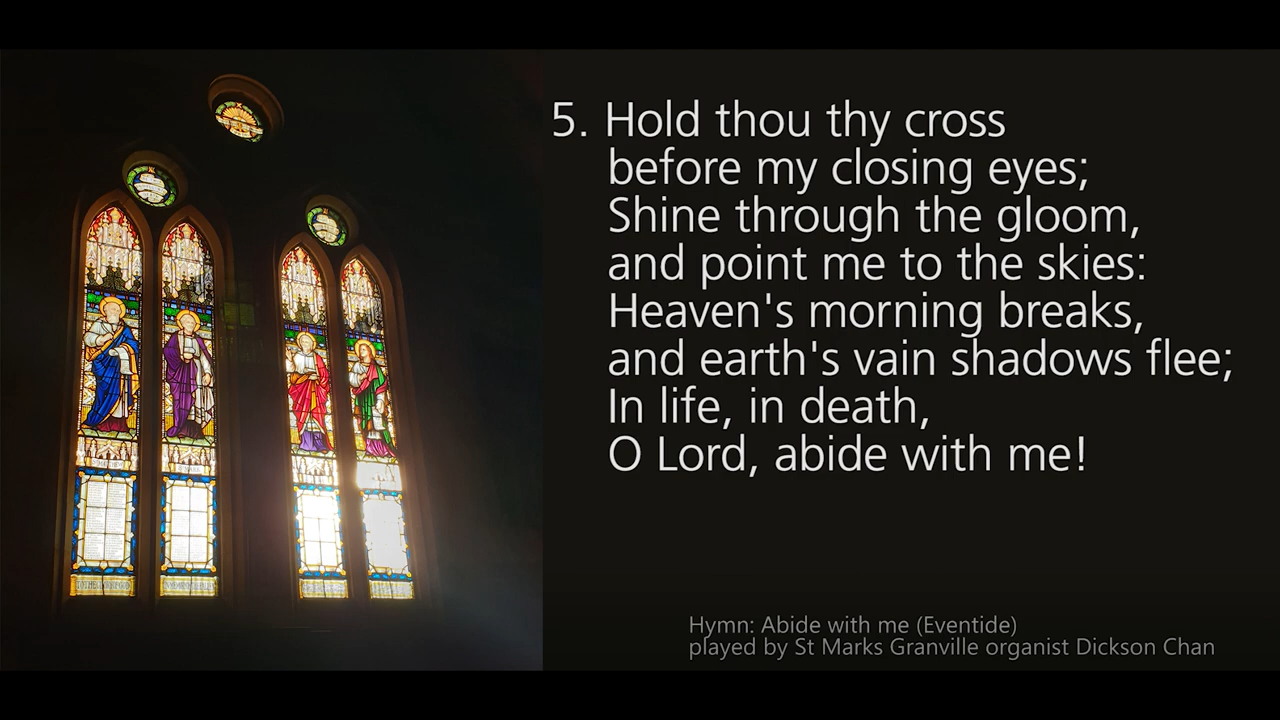 5. Hold thou thy cross
before my closing eyes;
Shine through the gloom,
and point me to the skies:
Heaven's morning breaks,
and earth's vain shadows flee;
In life, in death,
O Lord, abide with me!
Hymn: Abide with me (Eventide)
played by St Marks Granville organist Dickson Chan